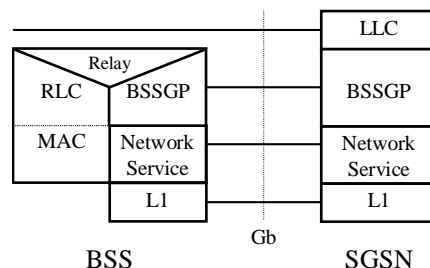 LLC
Relay
RLC
BSSGP
BSSGP
MAC
Network
Service
Network
Service
L1
L1
Gb
BSS
SGSN